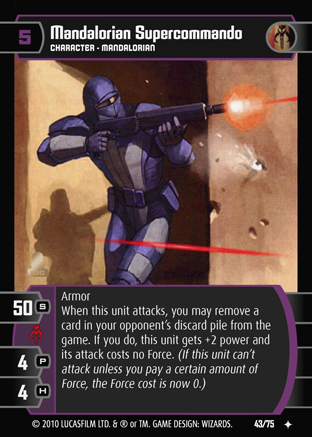 5
Mandalorian Supercommando
CHARACTER • MANDALORIAN
50 S
Armor
When this unit attacks, you may remove a
card in your opponent's discard pile from the
game. If you do, this unit gets +2 power and
its attack costs no Force. (If this unit can't
attack unless you pay a certain amount of
Force, the Force cost is now 0.)
4 P
4 H
© 2010 LUCASFILM LTD. & ® or TM. GAME DESIGN: WIZARDS.
43/75